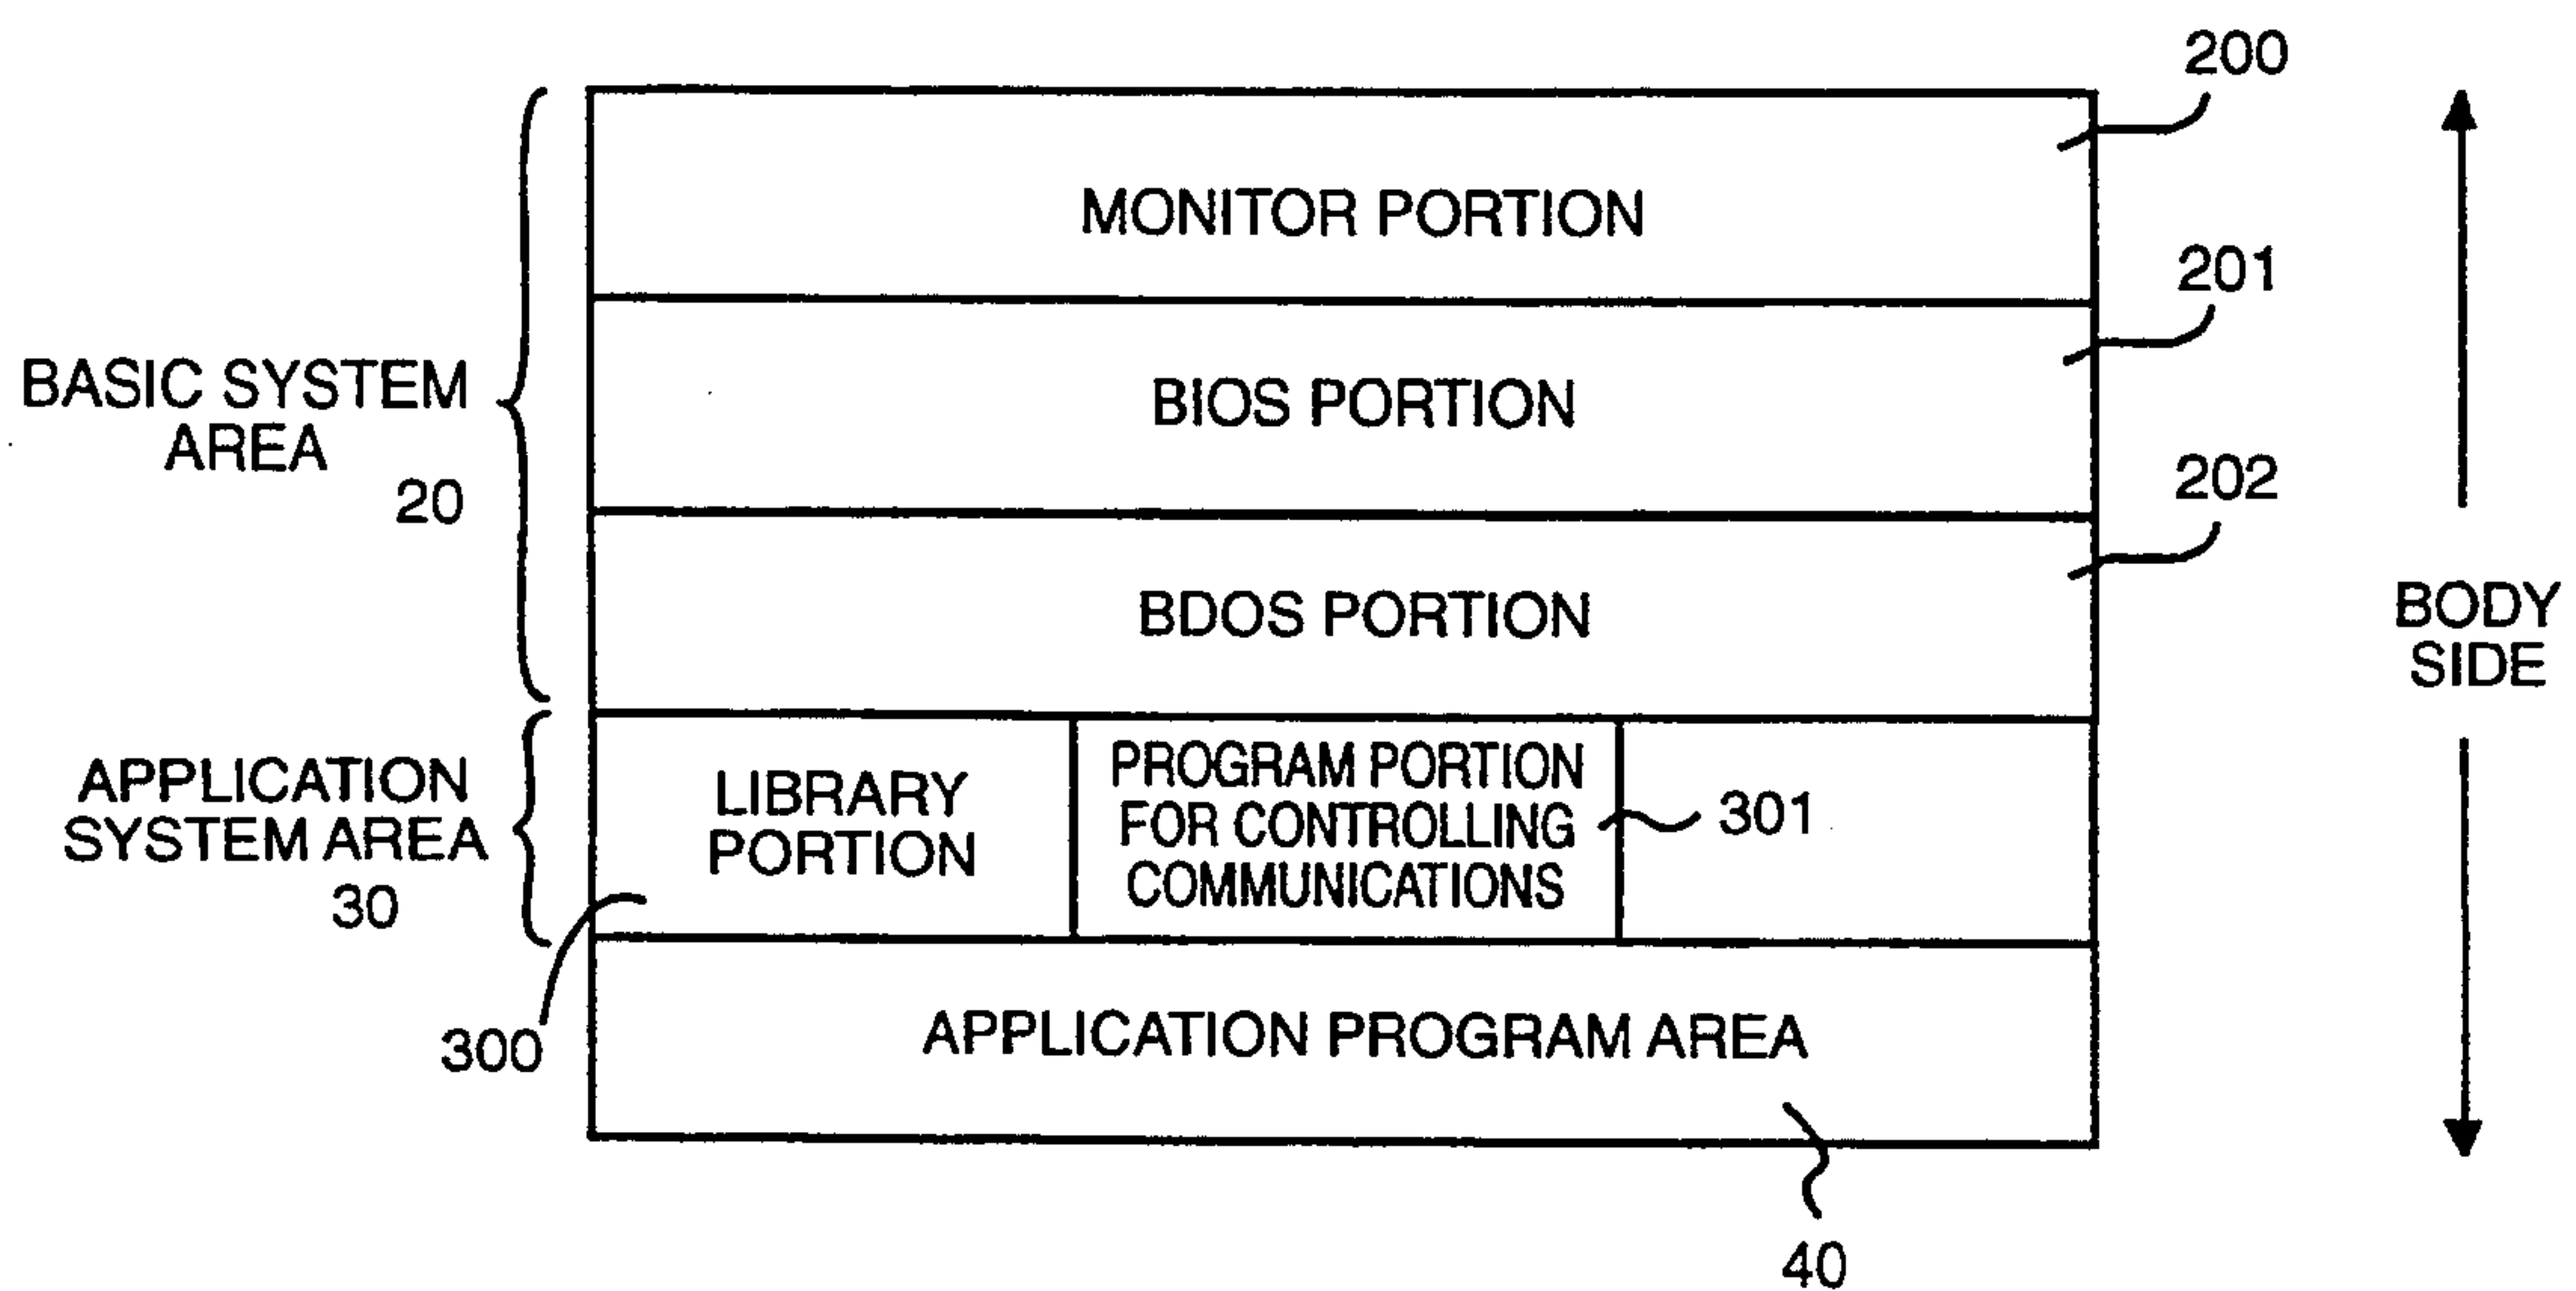 200
MONITOR PORTION
201
BIOS PORTION
BASIC SYSTEM
AREA
20
202
BDOS PORTION
BODY
SIDE
APPLICATION
SYSTEM AREA
30
LIBRARY
PORTION
300
PROGRAM PORTION
FOR CONTROLLING
COMMUNICATIONS
301
APPLICATION PROGRAM AREA
40